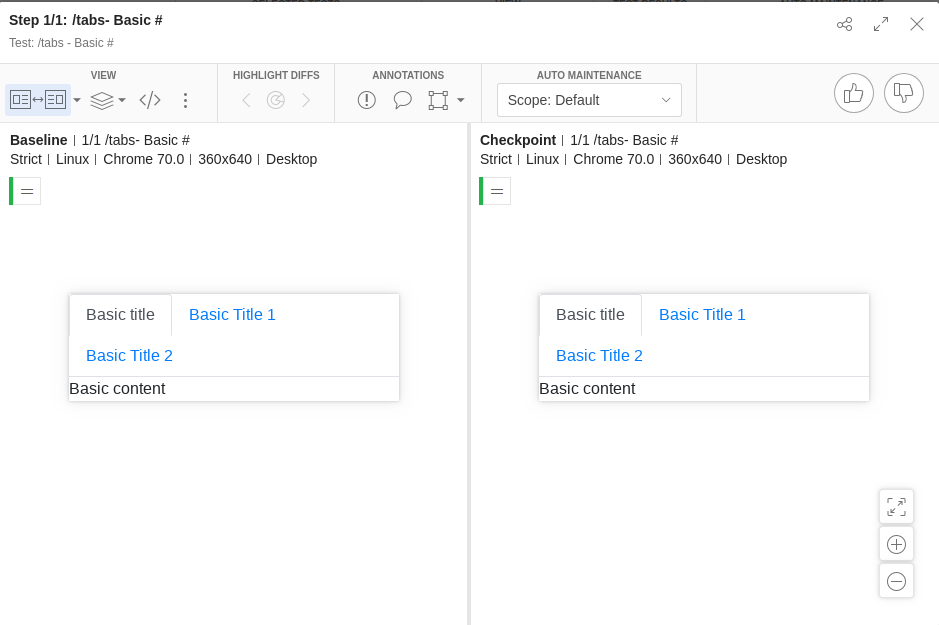 Step 1/1: /tabs- Basic #
Test: /tabs - Basic #
VIEW
HIGHLIGHT DIFFS
ANNOTATIONS
AUTO MAINTENANCE
Scope: Default
Baseline | 1/1 /tabs- Basic #
Strict | Linux | Chrome 70.0 | 360x640 | Desktop
Basic title
Basic Title 1
Basic Title 2
Basic content
Checkpoint | 1/1 /tabs- Basic #
Strict | Linux | Chrome 70.0 | 360x640 | Desktop
Basic title
Basic Title 1
Basic Title 2
Basic content